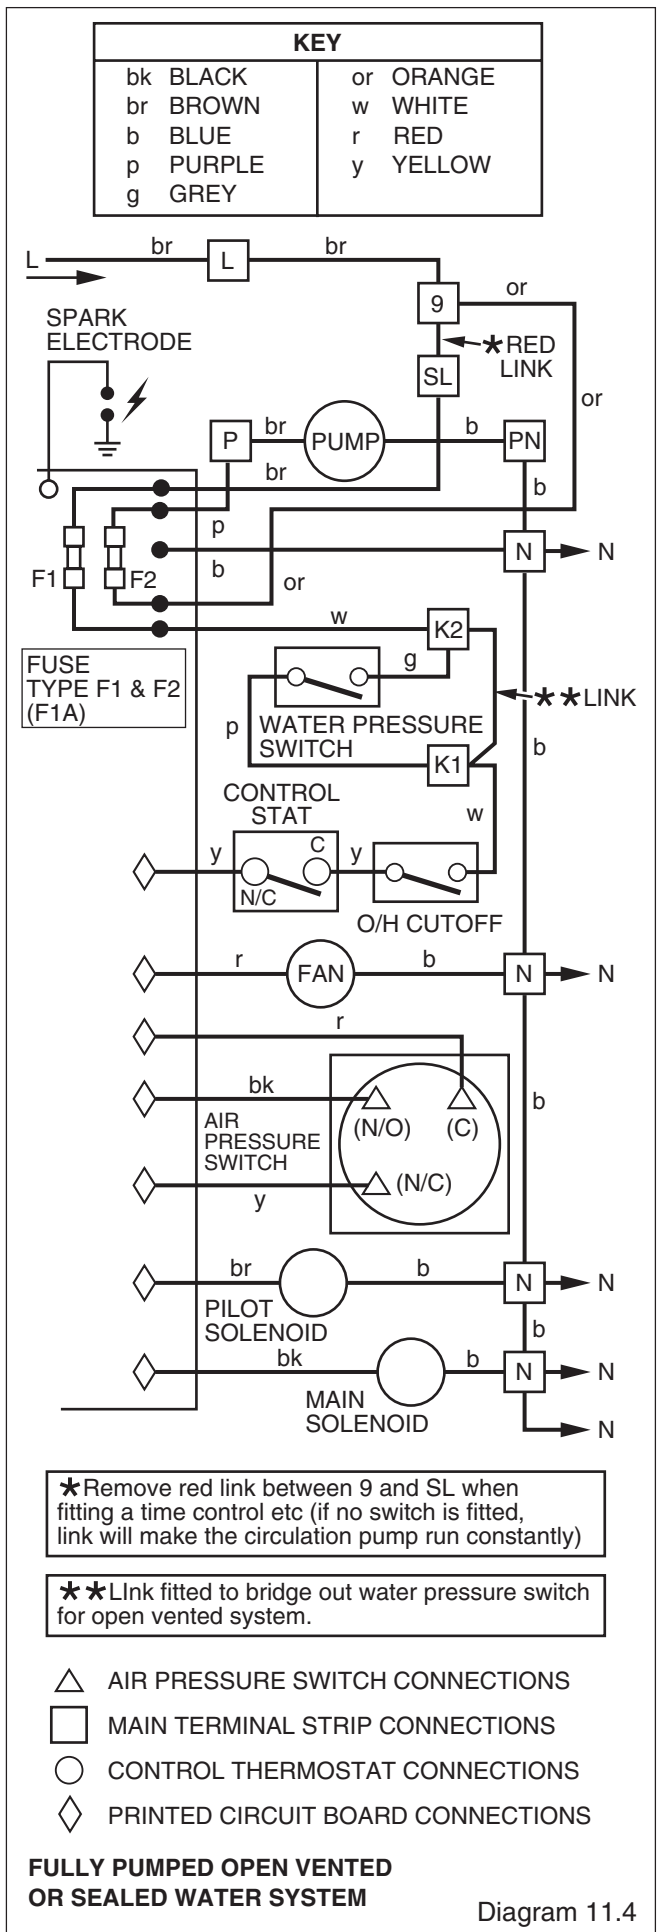 KEY
bk BLACK
br BROWN
b BLUE
p PURPLE
g GREY
or ORANGE
w WHITE
r RED
y YELLOW
L
br
L
br
9
or
SPARK
ELECTRODE
★RED
LINK
SL
or
P
br
PUMP
b
PN
br
b
p
N
N
b
F1
F2
or
w
K2
FUSE
TYPE F1 & F2
(F1A)
g
★★LINK
p
WATER PRESSURE
SWITCH
b
K1
CONTROL
STAT
w
y
C
y
N/C
O/H CUTOFF
r
FAN
b
N
N
r
bk
b
AIR
PRESSURE
SWITCH
(N/O)
(C)
(N/C)
y
br
b
N
N
PILOT
SOLENOID
b
bk
b
N
N
MAIN
SOLENOID
N
★Remove red link between 9 and SL when
fitting a time control etc (if no switch is fitted,
link will make the circulation pump run constantly)
★★LInk fitted to bridge out water pressure switch
for open vented system.
AIR PRESSURE SWITCH CONNECTIONS
MAIN TERMINAL STRIP CONNECTIONS
CONTROL THERMOSTAT CONNECTIONS
PRINTED CIRCUIT BOARD CONNECTIONS
FULLY PUMPED OPEN VENTED
OR SEALED WATER SYSTEM
Diagram 11.4